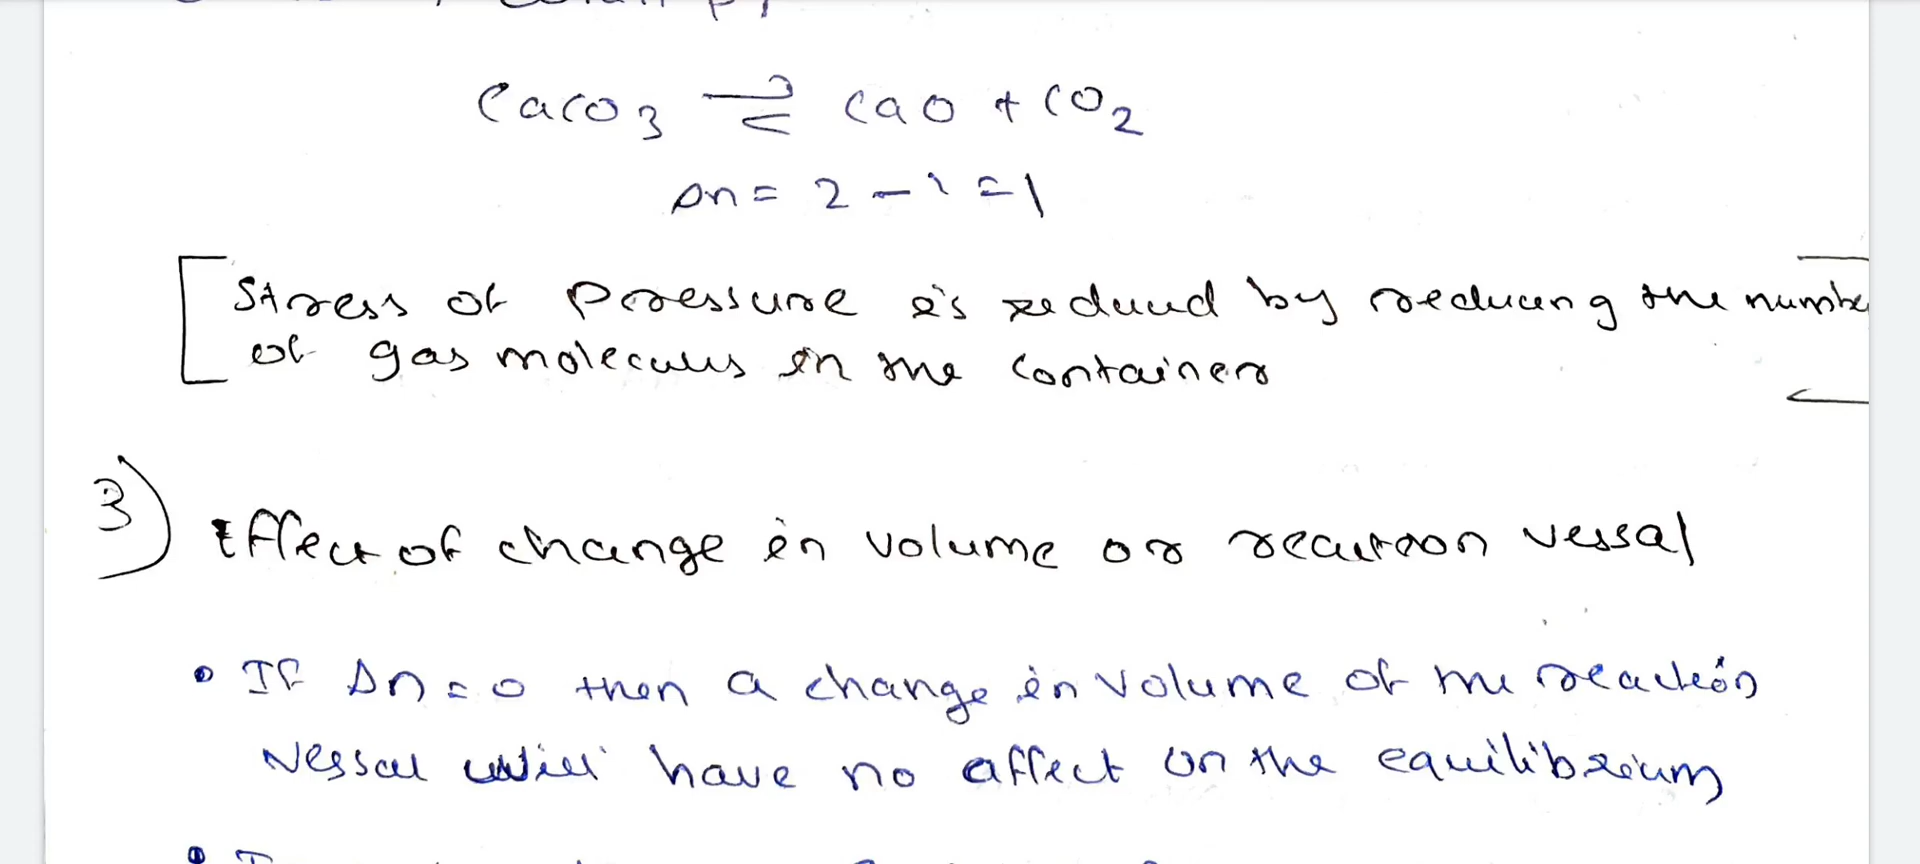 CaCO3 ⇌ CaO + CO2
Δn = 2 - 1 = 1
Stress of Pressure is reduced by reducing the numbe
of gas molecules in the container
3) Effect of change in volume or reaction vessal
• If Δn = 0 then a change in volume of the reaction
vessal will have no affect on the equilibrium